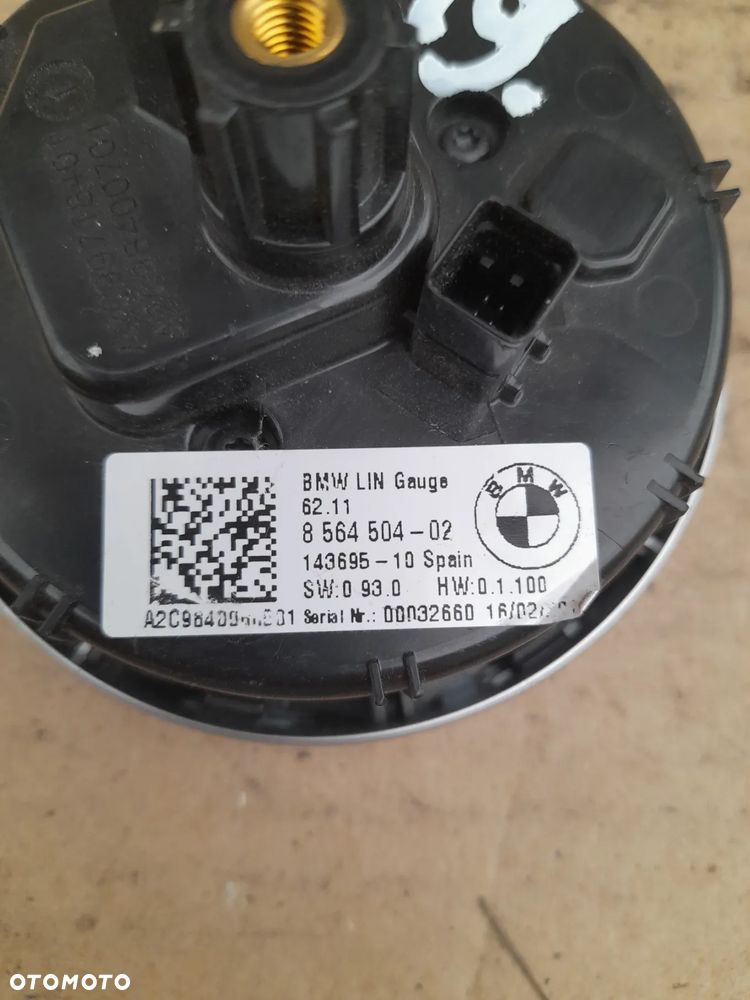 9.
BMW LIN Gauge
62.11
8 564 504-02
143695-10 Spain
SW:0 93.0 HW:0.1.100
Serial Nr.: 00032660
BMW
OTOMOTO